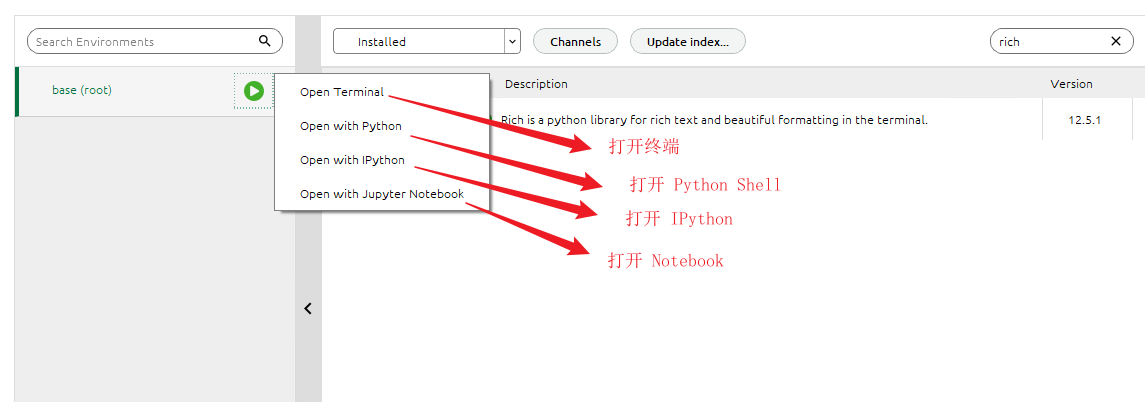 Search Environments
Installed
Channels
Update index...
rich
base (root)
Description
Version
Open Terminal
Open with Python
Open with IPython
Open with Jupyter Notebook
Rich is a python library for rich text and beautiful formatting in the terminal.
12.5.1
打开终端
打开 Python Shell
打开 IPython
打开 Notebook